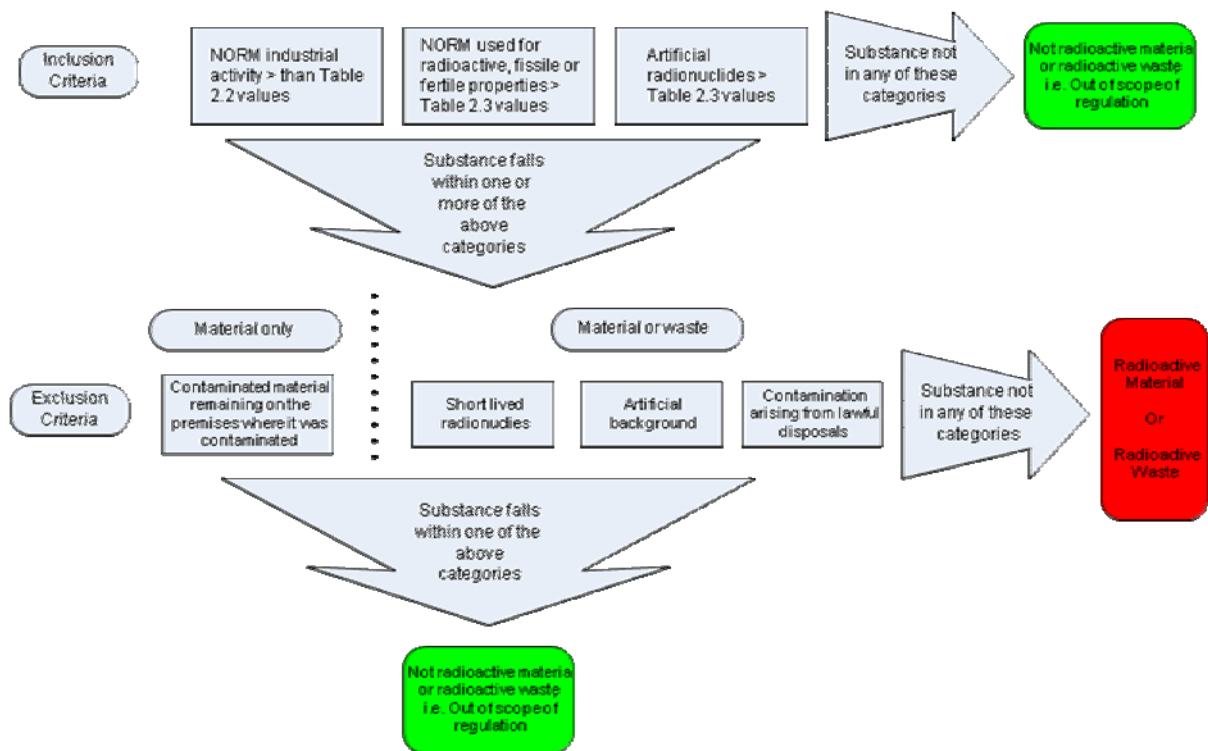 Inclusion
Criteria
NORM industrial
activity > than Table
2.2 values
NORM used for
radioactive, fissile or
fertile properties>
Table 2.3 values
Artificial
radionuclides>
Table 2.3 values
Substance not
in any of these
categories
Not radioactive materia
or radioactive waste
i.e. Out of scope of
regulation
Substance falls
within one or
more of the
above
categories
Material only
Material or waste
Exclusion
Criteria
Contaminated material
remaining on the
premises where it was
contaminated
Short lived
radionudies
Artificial
background
Contamination
arising from lawful
disposals
Substance not
in any of these
categories
Radioactive
Material
Or
Radioactive
Waste
Substance falls
within one of the
above
categories
Not radioactive materia
or radioactive waste
i.e. Out of scope of
regulation